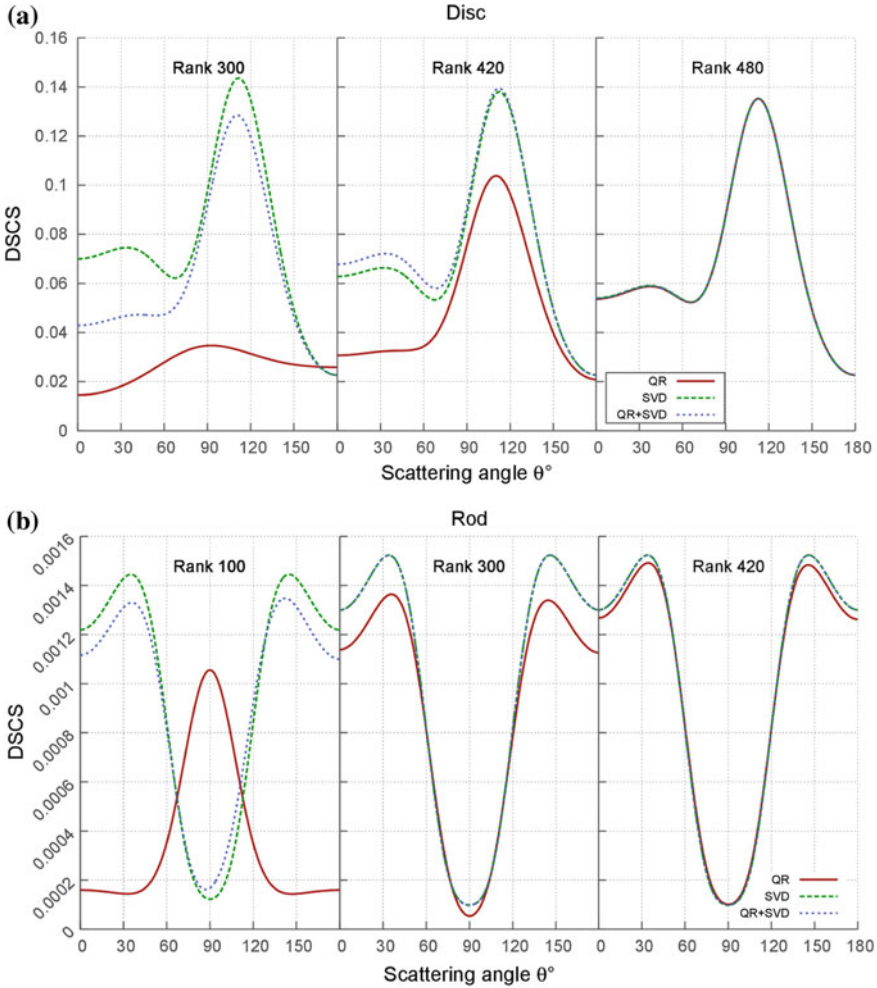 (a)
Disc
0.16
0.14
0.12
0.1
0.08
0.06
0.04
0.02
0
DSCS
Rank 300
Rank 420
Rank 480
QR
SVD
QR+SVD
0 30 60 90 120 150 0 30 60 90 120 150 0 30 60 90 120 150 180
Scattering angle θ°
(b)
Rod
0.0016
0.0014
0.0012
0.001
0.0008
0.0006
0.0004
0.0002
0
DSCS
Rank 100
Rank 300
Rank 420
QR
SVD
QR+SVD
0 30 60 90 120 150 0 30 60 90 120 150 0 30 60 90 120 150 180
Scattering angle θ°